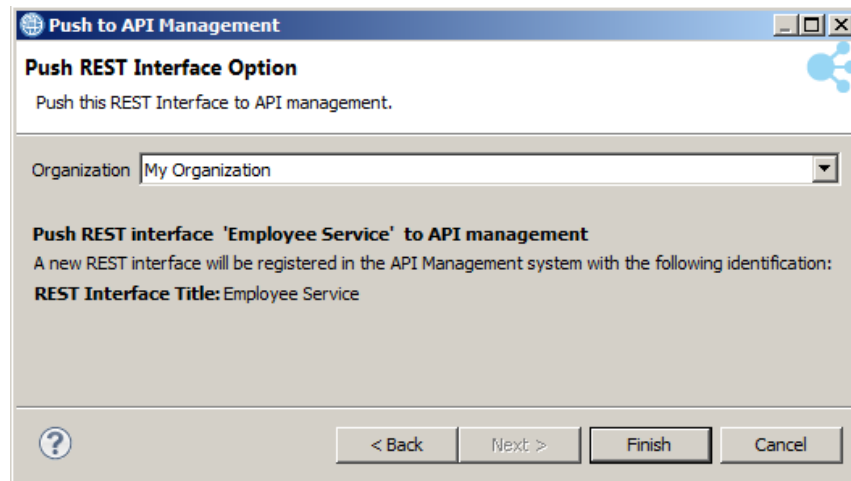 Push to API Management
Push REST Interface Option
Push this REST Interface to API management.
Organization My Organization
Push REST interface 'Employee Service' to API management
A new REST interface will be registered in the API Management system with the following identification:
REST Interface Title: Employee Service
? < Back Next > Finish Cancel